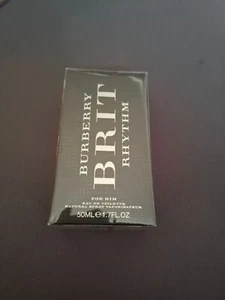 BURBERRY
BRIT
RHYTHM
FOR HIM
EAU DE TOILETTE
NATURAL SPRAY VAPORISATEUR
50ML℮1.7FL.OZ